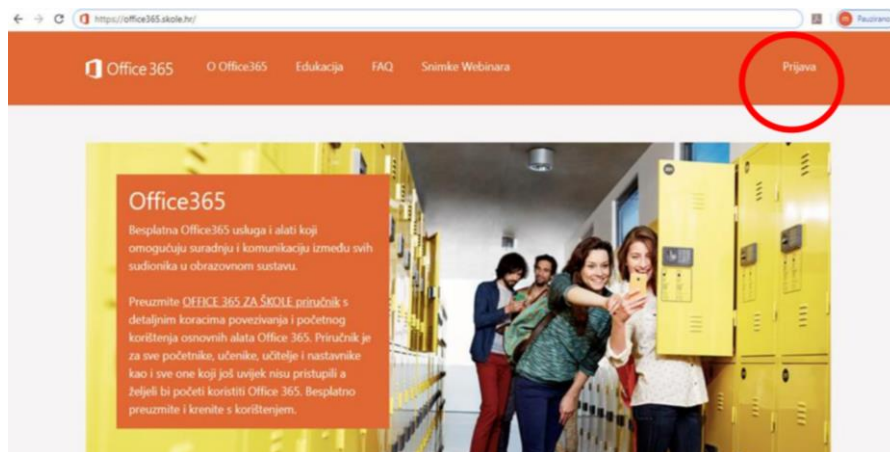 https://office365.skole.hr/
Office 365 O Office365 Edukacija FAQ Snimke Webinara Prijava
Office365
Besplatna Office365 usluga i alati koji
omogućuju suradnju i komunikaciju između svih
sudionika u obrazovnom sustavu.
Preuzmite OFFICE 365 ZA ŠKOLE priručnik s
detaljnim koracima povezivanja i početnog
korištenja osnovnih alata Office 365. Priručnik je
za sve početnike, učenike, učitelje i nastavnike
kao i sve one koji još uvijek nisu pristupili a
željeli bi početi koristiti Office 365. Besplatno
preuzmite i krenite s korištenjem.